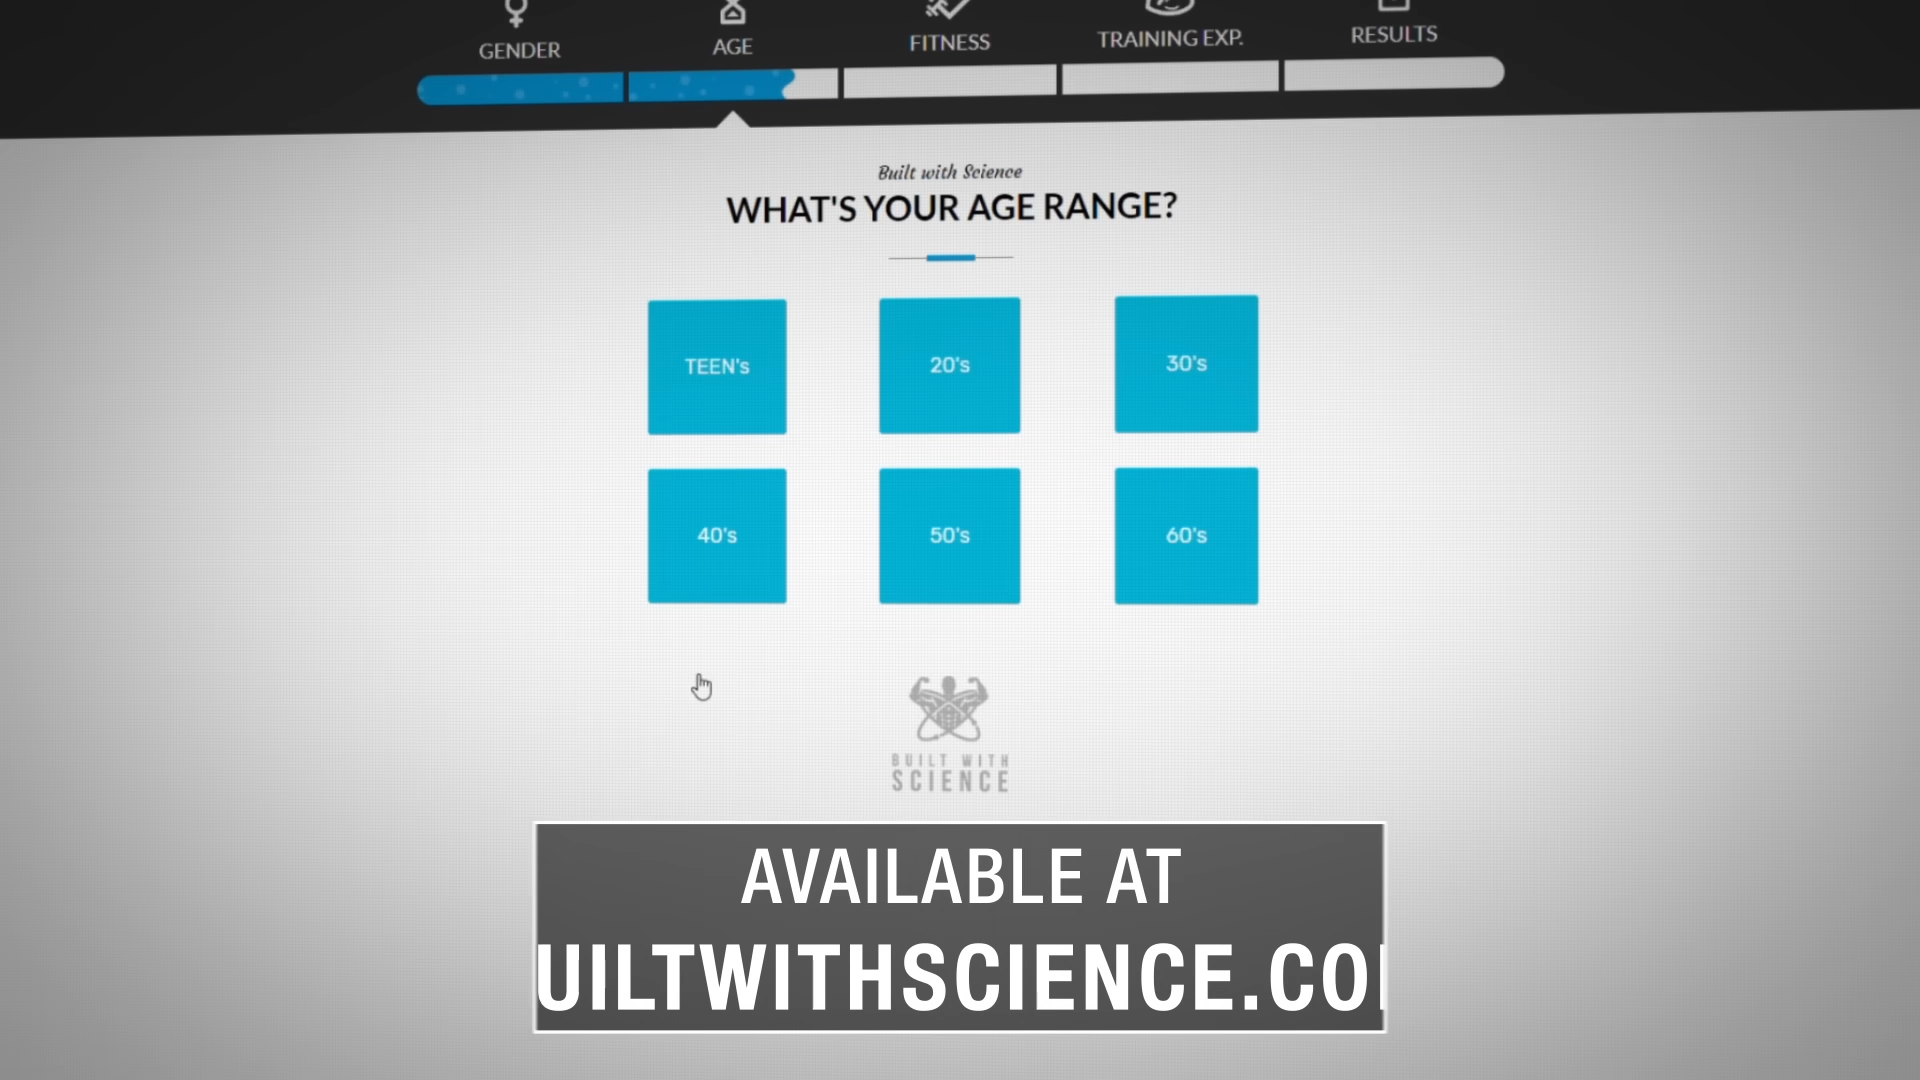 GENDER
AGE
FITNESS
TRAINING EXP.
RESULTS
Built with Science
WHAT'S YOUR AGE RANGE?
TEEN's
20's
30's
40's
50's
60's
BUILT WITH
SCIENCE
AVAILABLE AT
UILTWITHSCIENCE.CO